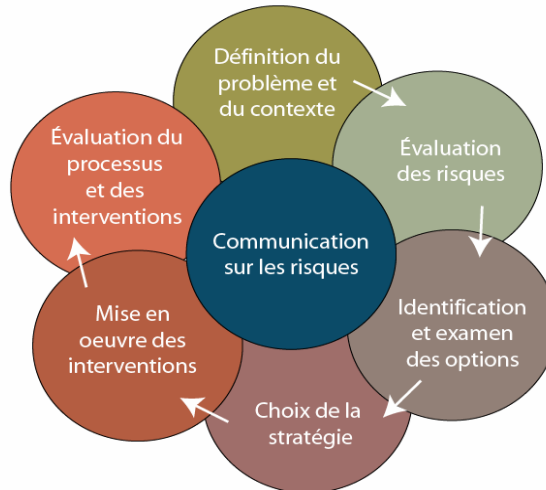 Définition du
problème et
du contexte
Évaluation
des risques
Identification
et examen
des options
Choix de la
stratégie
Mise en
oeuvre des
interventions
Évaluation du
processus
et des
interventions
Communication
sur les risques